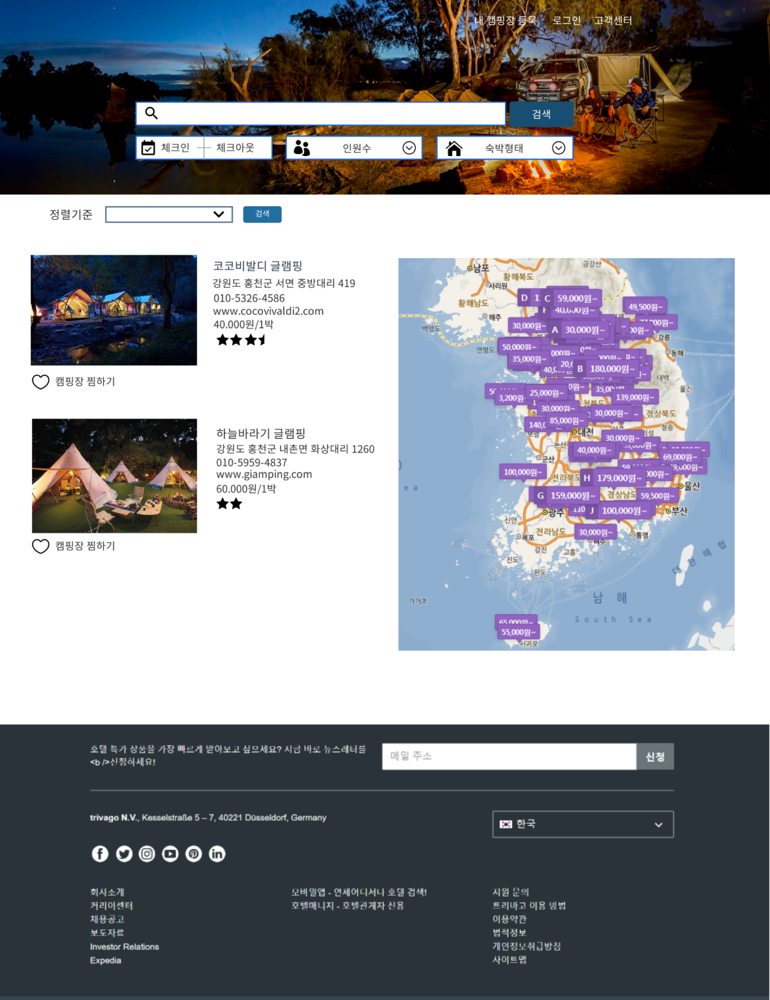 내 캠핑장 등록 로그인 고객센터
검색
체크인 체크아웃 인원수 숙박형태
정렬기준 검색
코코비발디 글램핑
강원도 홍천군 서면 중방대리 419
010-5326-4586
www.cocovivaldi2.com
40.000원/1박
캠핑장 찜하기
하늘바라기 글램핑
강원도 홍천군 내촌면 화상대리 1260
010-5959-4837
www.giamping.com
60.000원/1박
캠핑장 찜하기
남포
금강산
황해북도
사리원
D 1 C 59,000원~
황해남도
49,500원~
F 40,000원~
해주
30,000원~
A 30,000원~
백령도
강릉
연평도
50,000원~
동해
35,000원~
B 180,000원~
태백
울진
25,000원~
3,200원~
139,000원~
30,000원~
30,000원~
경상북도
85,000원~
청송
대전
30,000원~
논산
40,000원~
69,000원~
군산
100,000원~
전라북도
H 179,000원~
울산
G 159,000원~
경상남도
59,500원~
광주
110 J 100,000원~
부산
신안
전라남도
30,000원~
목포
통영
강진
고흥
진도
완도
대한해협
가거초
남해
South Sea
65,000원~
55,000원~
서귀포
호텔 특가 상품을 가장 빠르게 받아보고 싶으세요? 지금 바로 뉴스레터를
<b />신청하세요!
메일 주소
신청
trivago N.V., Kesselstraße 5 – 7, 40221 Düsseldorf, Germany
한국
회사소개
커리어센터
채용공고
보도자료
Investor Relations
Expedia
모바일앱 - 언제어디서나 호텔 검색!
호텔매니저 - 호텔관계자 전용
지원 문의
트리바고 이용 방법
이용약관
법적정보
개인정보취급방침
사이트맵